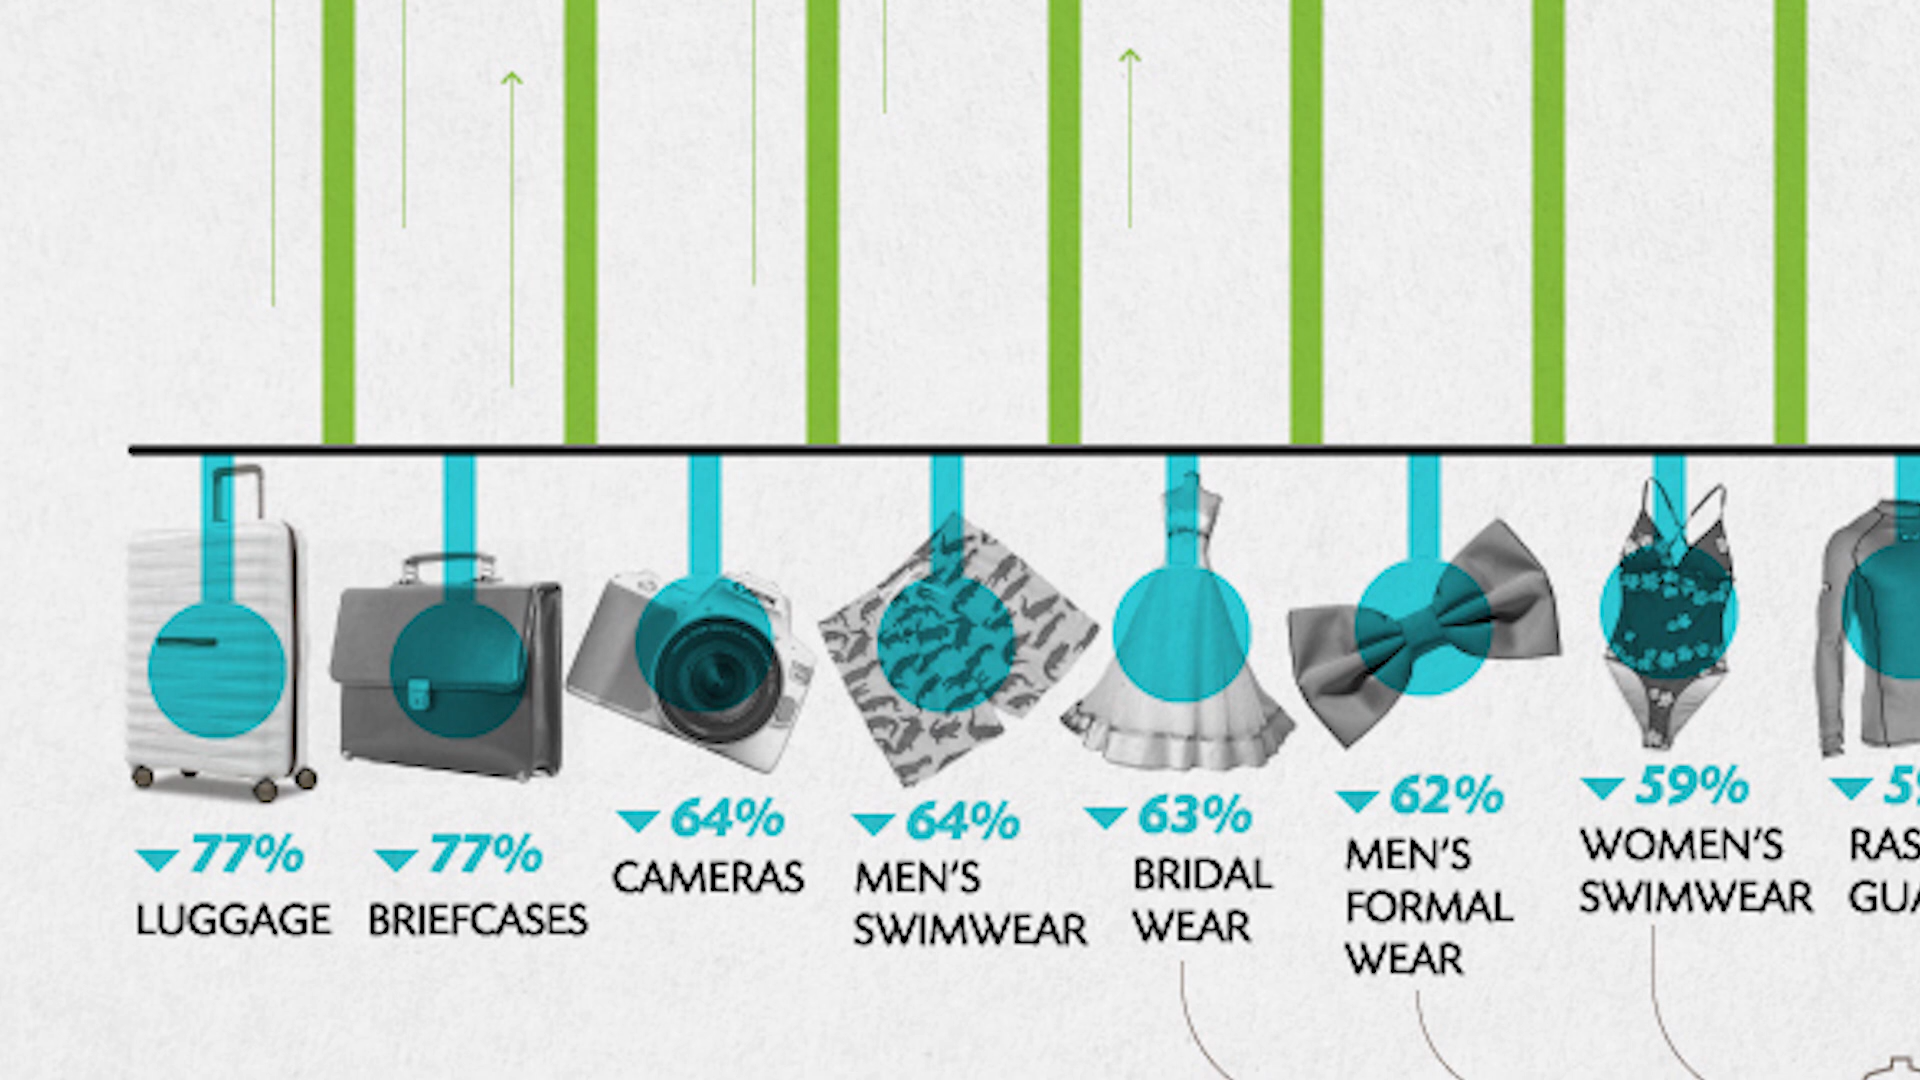 ▼ 77%
LUGGAGE
▼ 77%
BRIEFCASES
▼ 64%
CAMERAS
▼ 64%
MEN'S
SWIMWEAR
▼ 63%
BRIDAL
WEAR
▼ 62%
MEN'S
FORMAL
WEAR
▼ 59%
WOMEN'S
SWIMWEAR